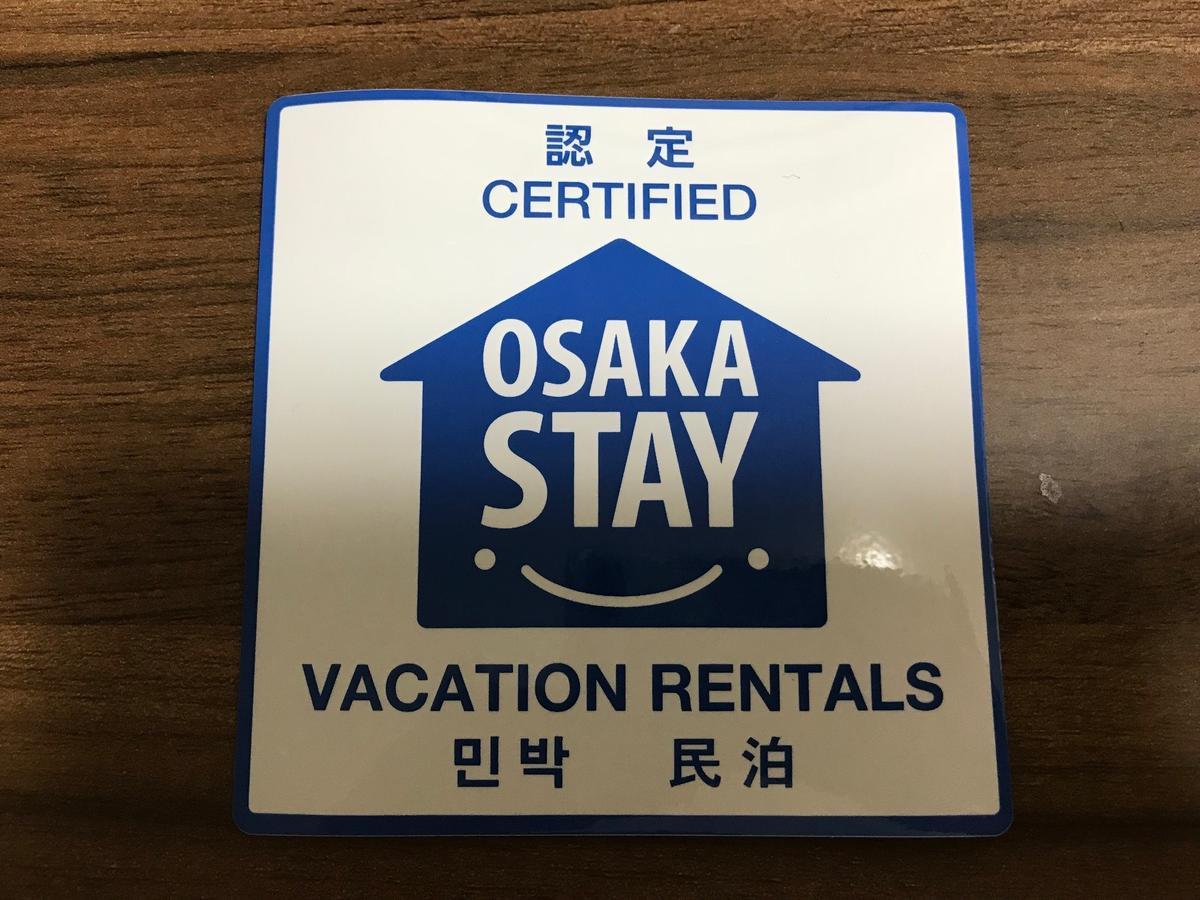 認 定
CERTIFIED
OSAKA
STAY
VACATION RENTALS
민박 民泊